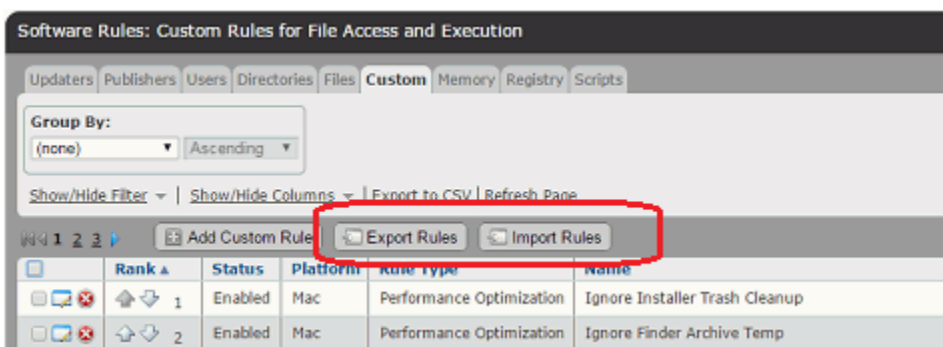 Software Rules: Custom Rules for File Access and Execution
Updaters Publishers Users Directories Files Custom Memory Registry Scripts
Group By:
(none) Ascending
Show/Hide Filter | Show/Hide Columns | Export to CSV | Refresh Page
1 2 3 Add Custom Rule Export Rules Import Rules
Rank Status Platform Rule Type Name
1 Enabled Mac Performance Optimization Ignore Installer Trash Cleanup
2 Enabled Mac Performance Optimization Ignore Finder Archive Temp